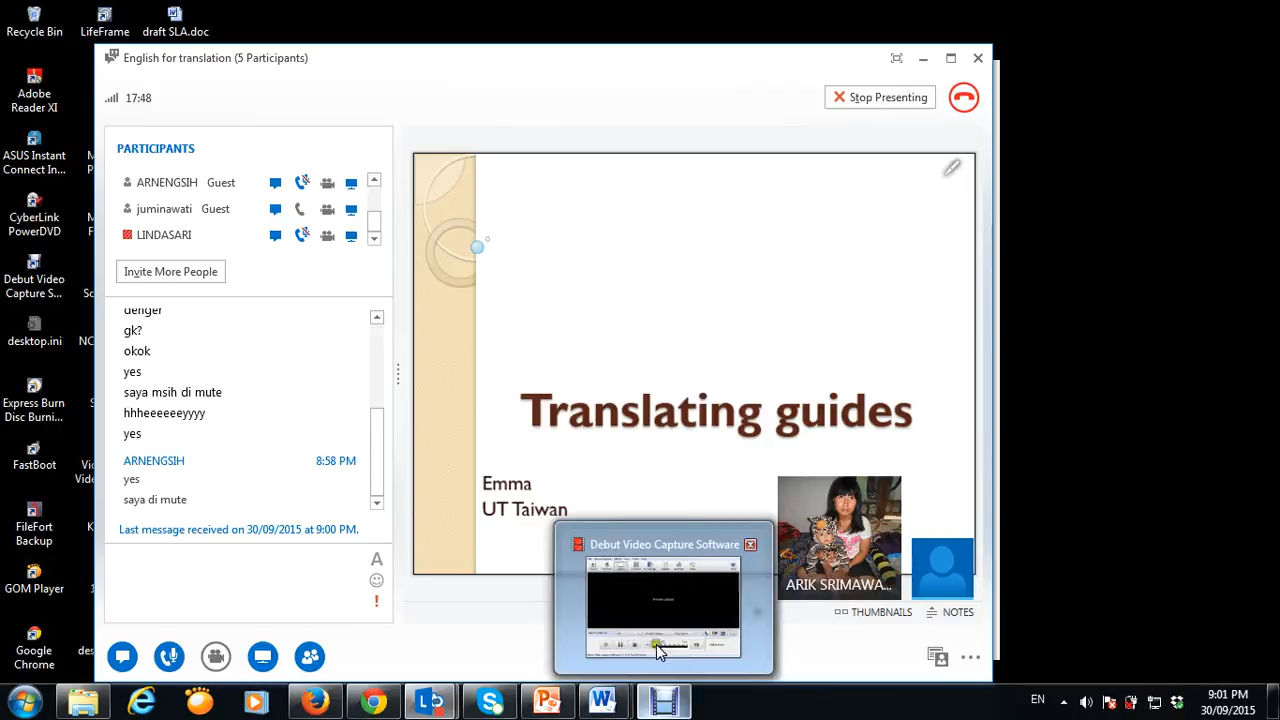 Recycle Bin
LifeFrame
draft SLA.doc
Adobe
Reader XI
ASUS Instant
Connect In...
CyberLink
PowerDVD
Debut Video
Capture S...
desktop.ini
Express Burn
Disc Burni...
FastBoot
FileFort
Backup
GOM Player
Google
Chrome
English for translation (5 Participants)
17:48
Stop Presenting
PARTICIPANTS
ARNENGSIH Guest
juminawati Guest
LINDASARI
Invite More People
denger
gk?
okok
yes
saya msih di mute
hhheeeeeeyyyy
yes
ARNENGSIH 8:58 PM
yes
saya di mute
Last message received on 30/09/2015 at 9:00 PM.
Translating guides
Emma
UT Taiwan
ARIK SRIMAWA...
THUMBNAILS
NOTES
Debut Video Capture Software
EN
9:01 PM
30/09/2015